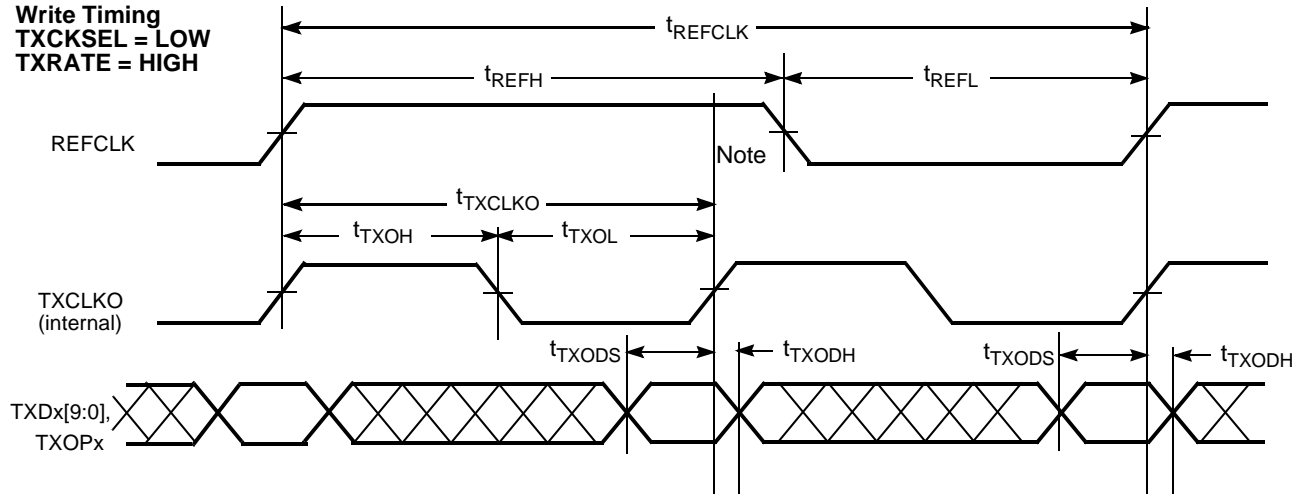 Write Timing
TXCKSEL = LOW
TXRATE = HIGH
tREFCLK
tREFH
tREFL
REFCLK
Note
tTXCLKO
tTXOH
tTXOL
TXCLKO
(internal)
tTXODS
tTXODH
tTXODS
tTXODH
TXDx[9:0],
TXOPx